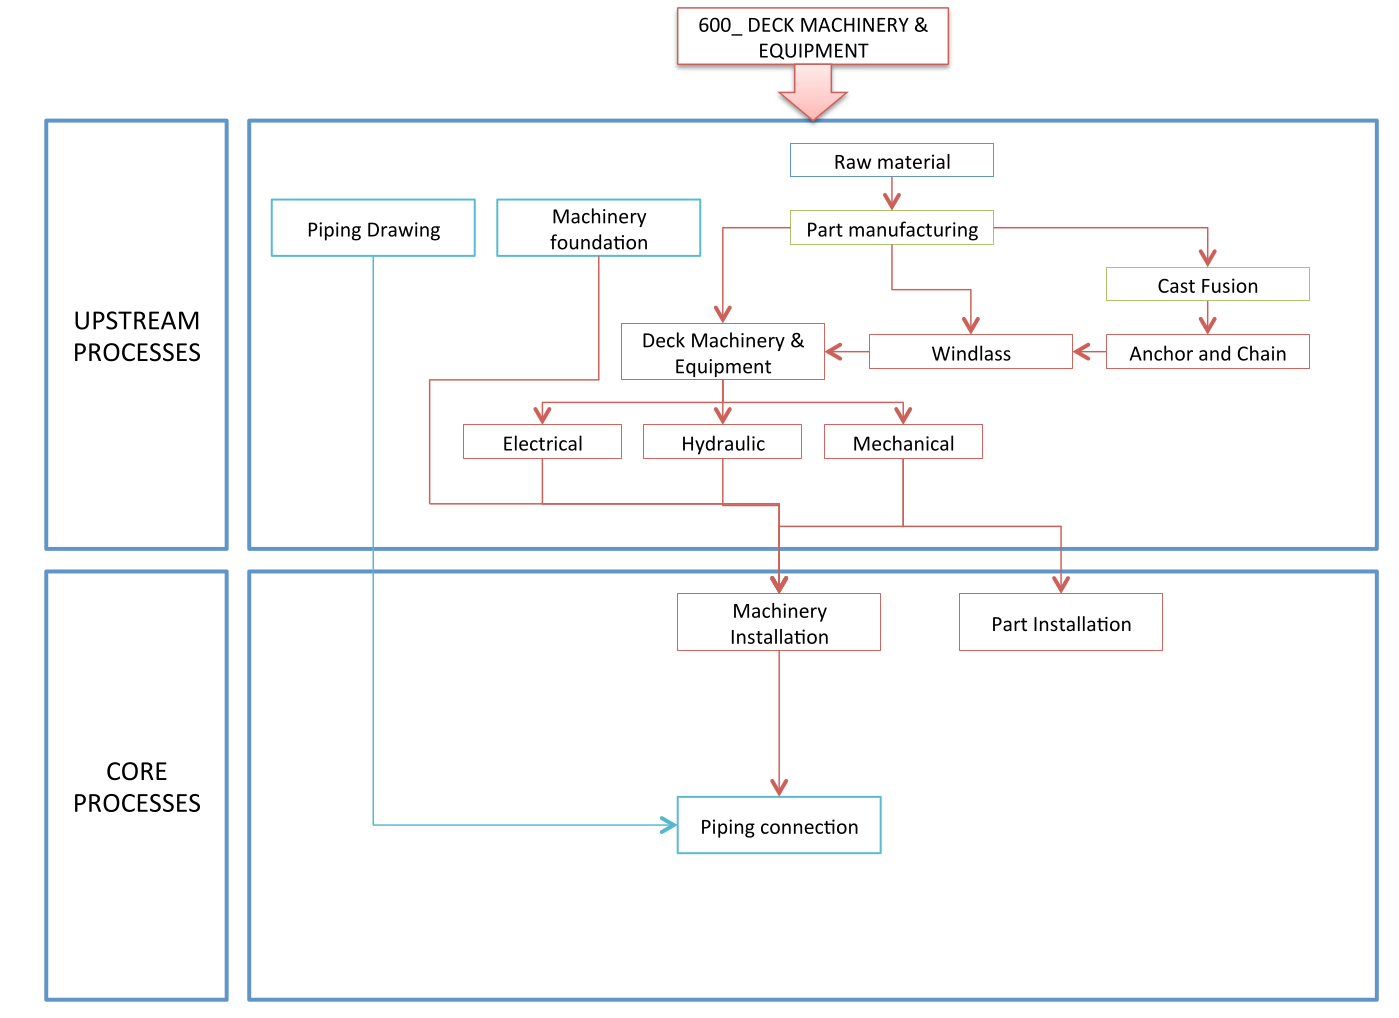 600_ DECK MACHINERY &
EQUIPMENT
UPSTREAM
PROCESSES
Raw material
Piping Drawing
Machinery
foundation
Part manufacturing
Cast Fusion
Deck Machinery &
Equipment
Windlass
Anchor and Chain
Electrical
Hydraulic
Mechanical
CORE
PROCESSES
Machinery
Installation
Part Installation
Piping connection